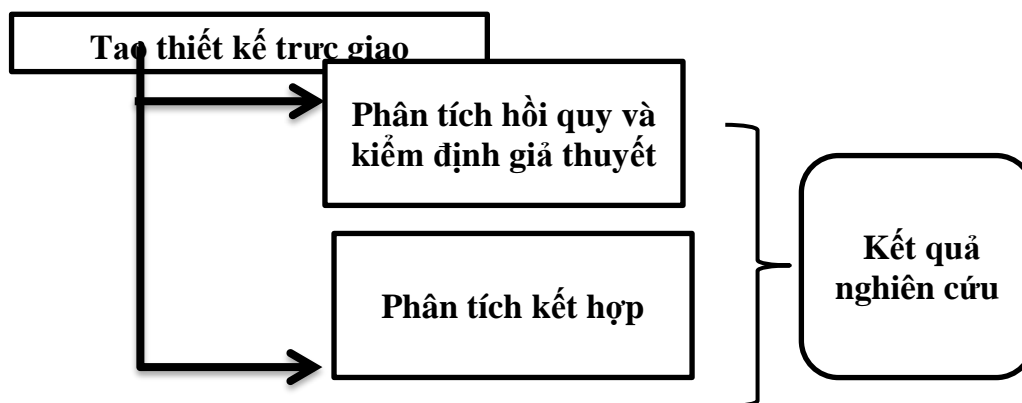 Tạo thiết kế trực giao
Phân tích hồi quy và
kiểm định giả thuyết
Phân tích kết hợp
Kết quả
nghiên cứu